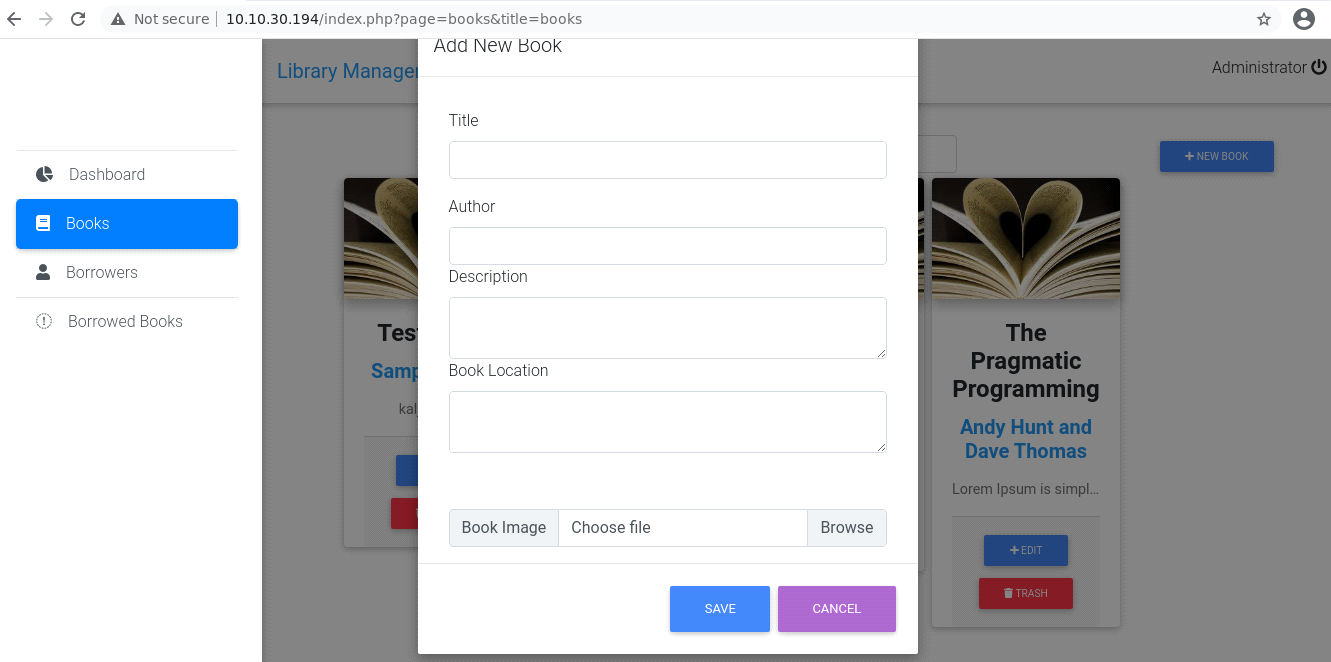 Not secure | 10.10.30.194/index.php?page=books&title=books
Add New Book
Library Manager
Administrator
Dashboard
Books
Borrowers
Borrowed Books
Title
Author
Description
Book Location
Book Image Choose file Browse
SAVE CANCEL
+ NEW BOOK
Tes
Samp
kal
The
Pragmatic
Programming
Andy Hunt and
Dave Thomas
Lorem Ipsum is simpl...
+ EDIT
TRASH